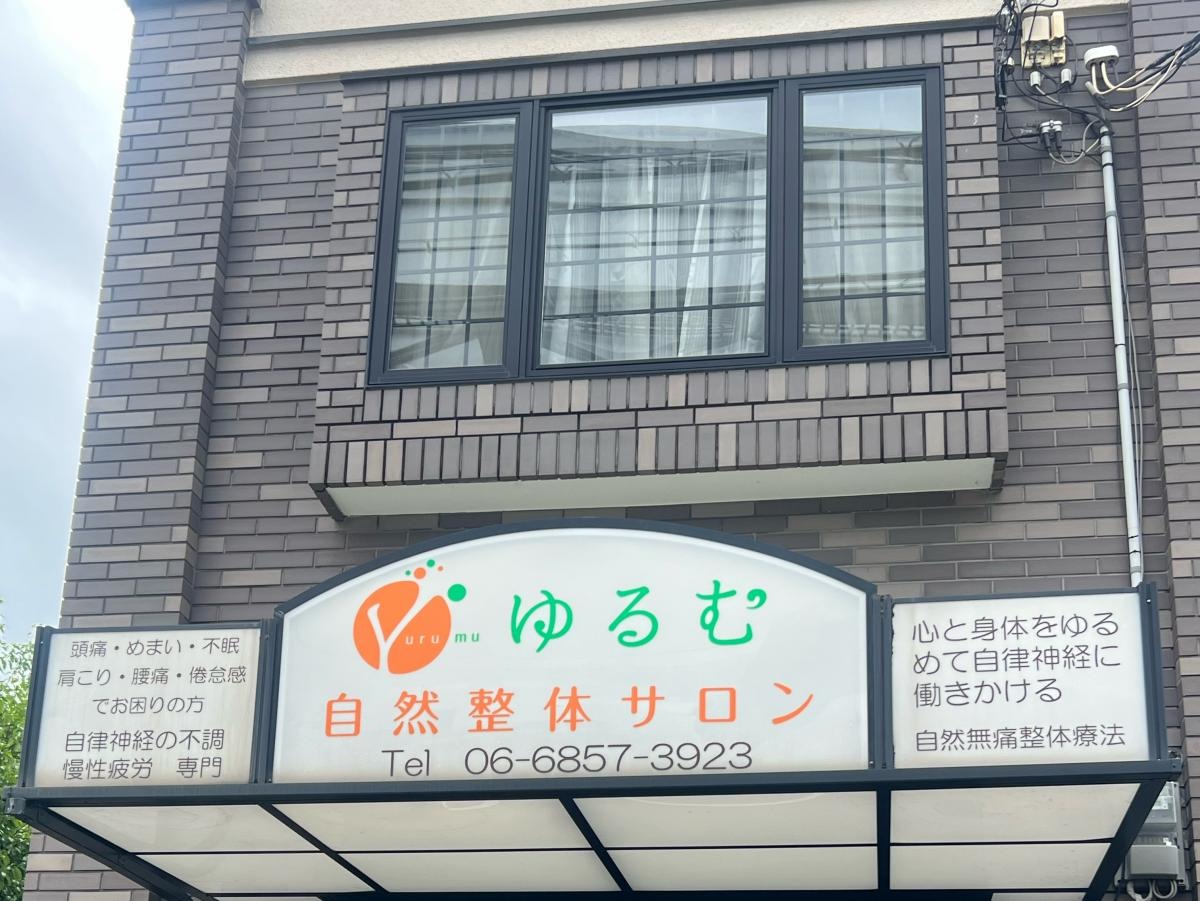 頭痛・めまい・不眠
肩こり・腰痛・倦怠感
でお困りの方
自律神経の不調
慢性疲労 専門
Yurumu
ゆるむ
自然整体サロン
Tel 06-6857-3923
心と身体をゆる
めて自律神経に
働きかける
自然無痛整体療法